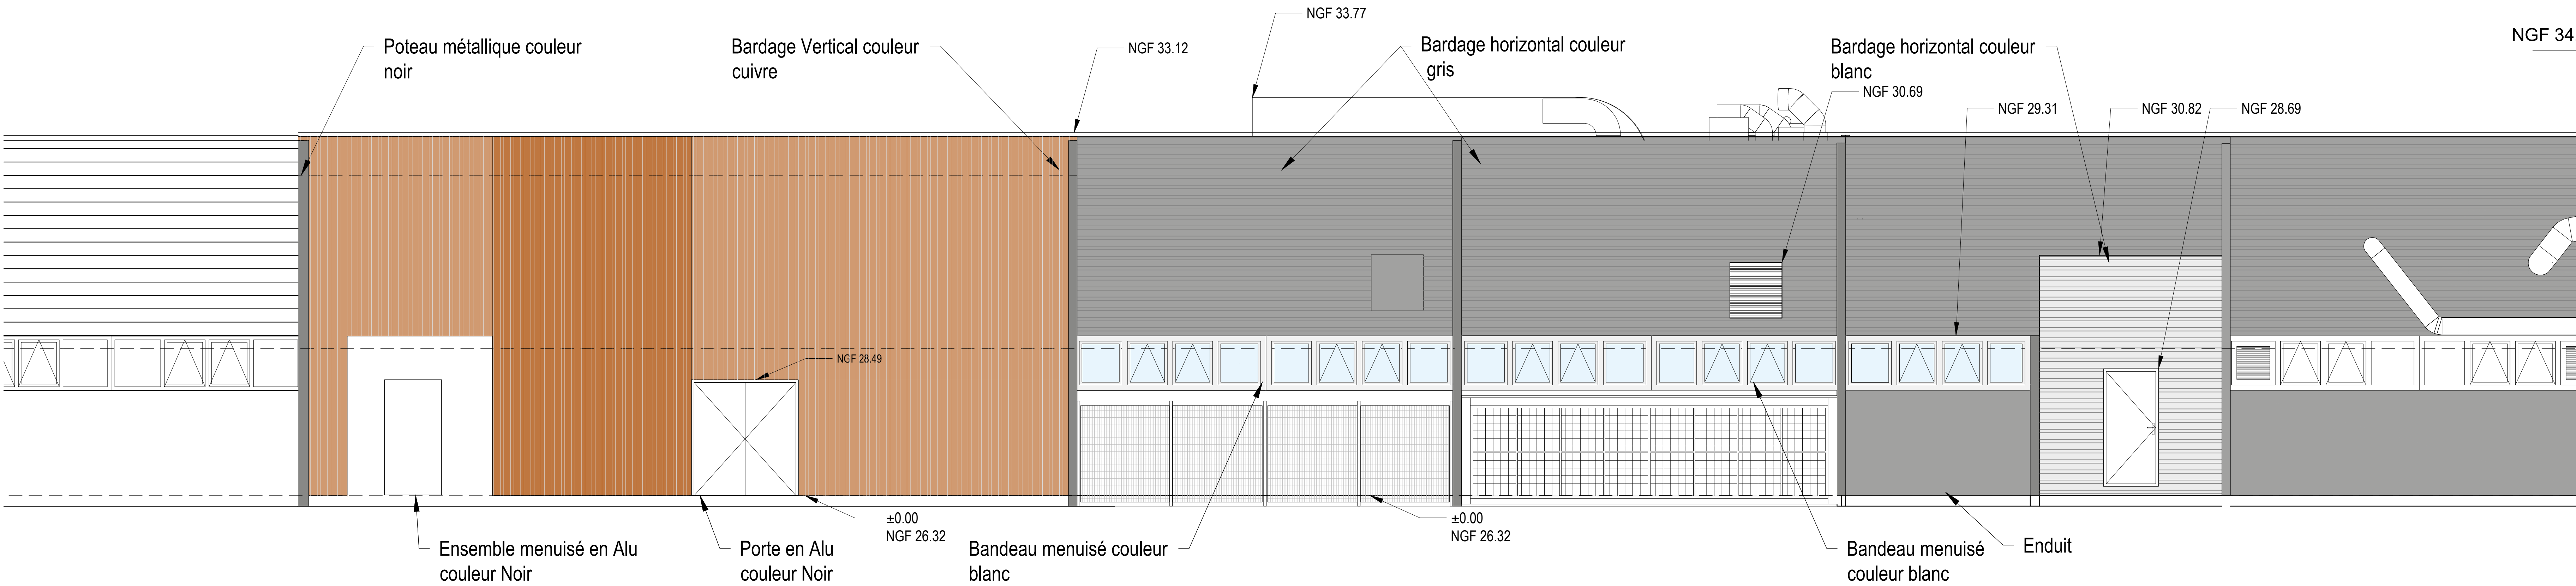 NGF 33.77
NGF 34
Poteau métallique couleur
noir
Bardage Vertical couleur
cuivre
NGF 33.12
Bardage horizontal couleur
gris
Bardage horizontal couleur
blanc
NGF 30.69
NGF 29.31
NGF 30.82
NGF 28.69
NGF 28.49
±0.00
NGF 26.32
±0.00
NGF 26.32
Ensemble menuisé en Alu
couleur Noir
Porte en Alu
couleur Noir
Bandeau menuisé couleur
blanc
Bandeau menuisé
couleur blanc
Enduit